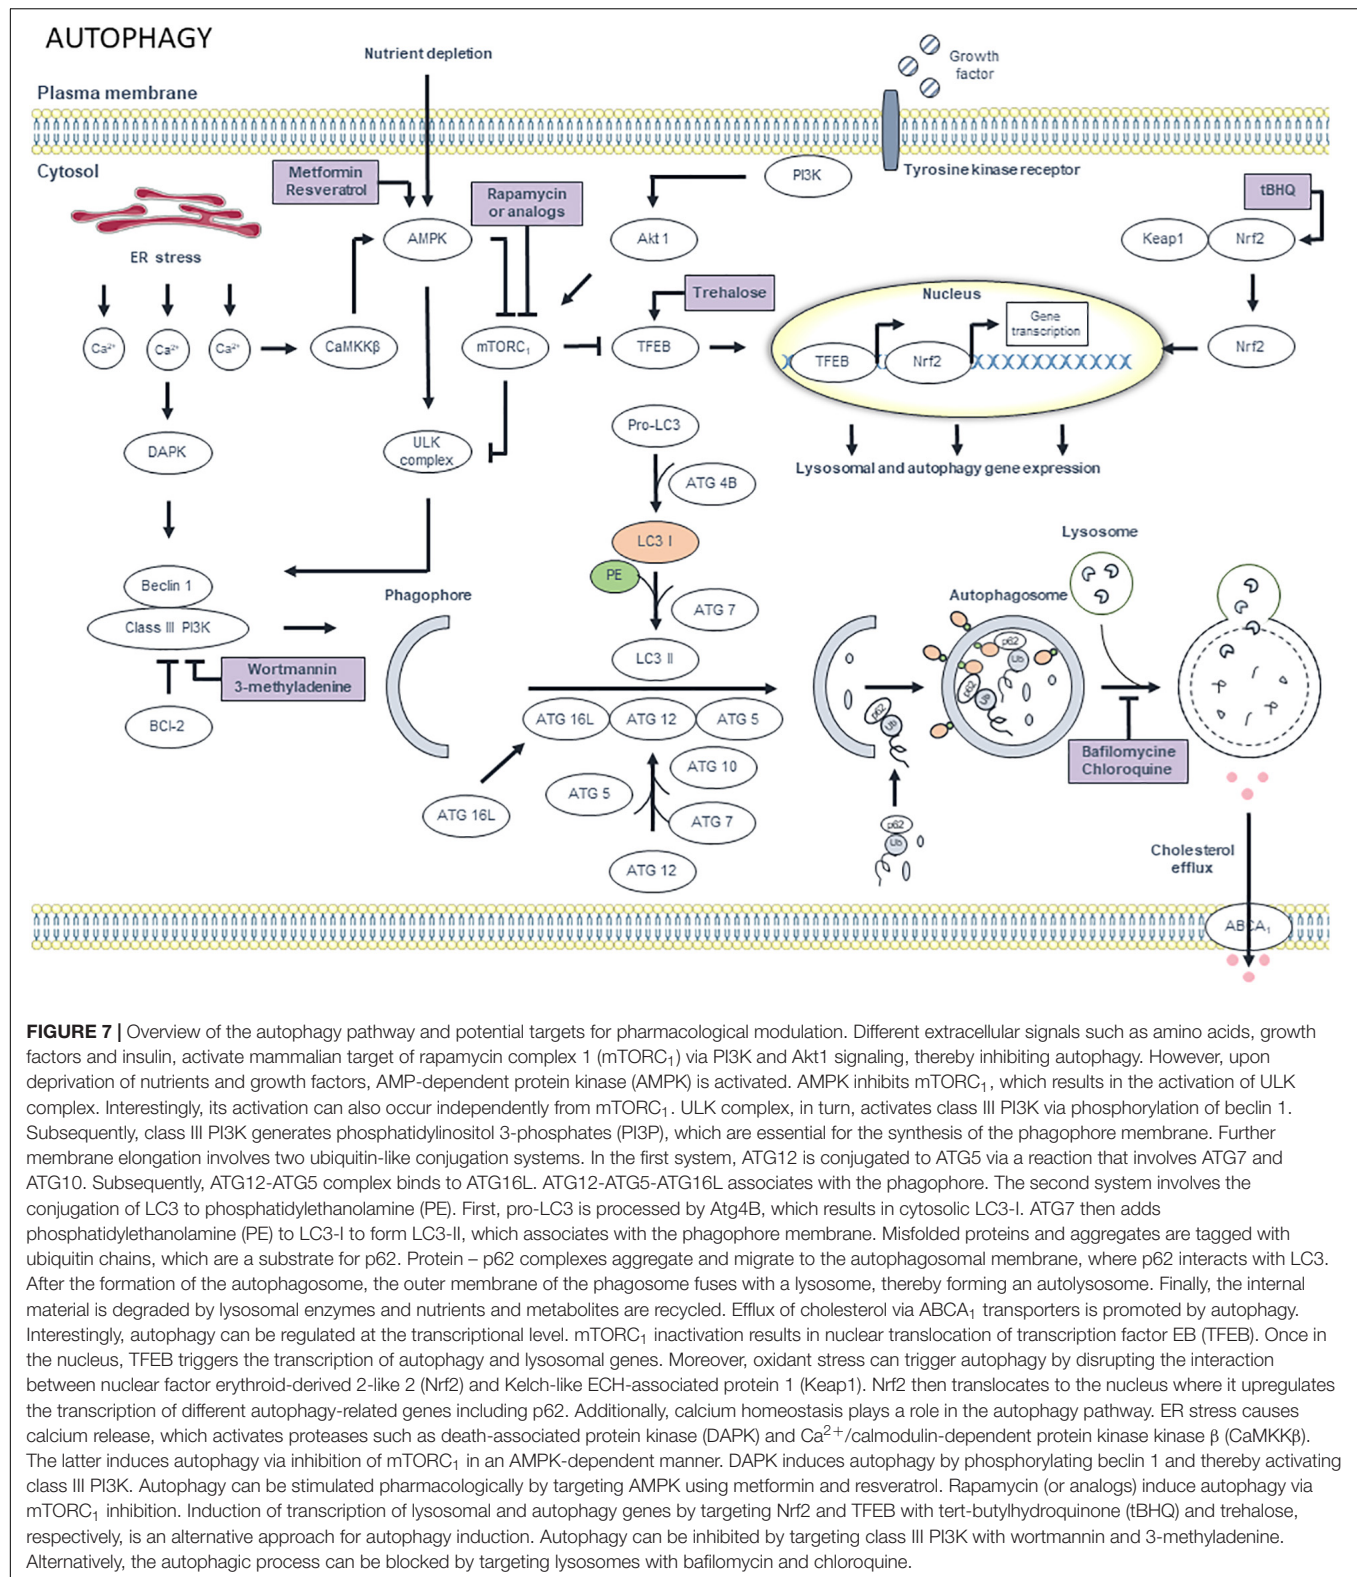 AUTOPHAGY
Nutrient depletion
Growth
factor
Plasma membrane
Cytosol
Tyrosine kinase receptor
Metformin
Resveratrol
Rapamycin
or analogs
PI3K
tBHQ
AMPK
Akt 1
Keap1
Nrf2
ER stress
Trehalose
Nucleus
Gene
transcription
Ca2+
Ca2+
Ca2+
CaMKKβ
mTORC1
TFEB
TFEB
Nrf2
Nrf2
Pro-LC3
DAPK
ULK
complex
Lysosomal and autophagy gene expression
ATG 4B
LC3 I
Lysosome
PE
Beclin 1
Phagophore
Autophagosome
ATG 7
Class III PI3K
p62
Ub
LC3 II
Wortmannin
3-methyladenine
p62
Ub
BCl-2
ATG 16L
ATG 12
ATG 5
p62
Ub
Bafilomycine
Chloroquine
ATG 10
ATG 5
ATG 16L
ATG 7
p62
Ub
Cholesterol
efflux
ATG 12
ABCA1
FIGURE 7 | Overview of the autophagy pathway and potential targets for pharmacological modulation. Different extracellular signals such as amino acids, growth
factors and insulin, activate mammalian target of rapamycin complex 1 (mTORC1) via PI3K and Akt1 signaling, thereby inhibiting autophagy. However, upon
deprivation of nutrients and growth factors, AMP-dependent protein kinase (AMPK) is activated. AMPK inhibits mTORC1, which results in the activation of ULK
complex. Interestingly, its activation can also occur independently from mTORC1. ULK complex, in turn, activates class III PI3K via phosphorylation of beclin 1.
Subsequently, class III PI3K generates phosphatidylinositol 3-phosphates (PI3P), which are essential for the synthesis of the phagophore membrane. Further
membrane elongation involves two ubiquitin-like conjugation systems. In the first system, ATG12 is conjugated to ATG5 via a reaction that involves ATG7 and
ATG10. Subsequently, ATG12-ATG5 complex binds to ATG16L. ATG12-ATG5-ATG16L associates with the phagophore. The second system involves the
conjugation of LC3 to phosphatidylethanolamine (PE). First, pro-LC3 is processed by Atg4B, which results in cytosolic LC3-I. ATG7 then adds
phosphatidylethanolamine (PE) to LC3-I to form LC3-II, which associates with the phagophore membrane. Misfolded proteins and aggregates are tagged with
ubiquitin chains, which are a substrate for p62. Protein – p62 complexes aggregate and migrate to the autophagosomal membrane, where p62 interacts with LC3.
After the formation of the autophagosome, the outer membrane of the phagosome fuses with a lysosome, thereby forming an autolysosome. Finally, the internal
material is degraded by lysosomal enzymes and nutrients and metabolites are recycled. Efflux of cholesterol via ABCA1 transporters is promoted by autophagy.
Interestingly, autophagy can be regulated at the transcriptional level. mTORC1 inactivation results in nuclear translocation of transcription factor EB (TFEB). Once in
the nucleus, TFEB triggers the transcription of autophagy and lysosomal genes. Moreover, oxidant stress can trigger autophagy by disrupting the interaction
between nuclear factor erythroid-derived 2-like 2 (Nrf2) and Kelch-like ECH-associated protein 1 (Keap1). Nrf2 then translocates to the nucleus where it upregulates
the transcription of different autophagy-related genes including p62. Additionally, calcium homeostasis plays a role in the autophagy pathway. ER stress causes
calcium release, which activates proteases such as death-associated protein kinase (DAPK) and Ca2+/calmodulin-dependent protein kinase kinase β (CaMKKβ).
The latter induces autophagy via inhibition of mTORC1 in an AMPK-dependent manner. DAPK induces autophagy by phosphorylating beclin 1 and thereby activating
class III PI3K. Autophagy can be stimulated pharmacologically by targeting AMPK using metformin and resveratrol. Rapamycin (or analogs) induce autophagy via
mTORC1 inhibition. Induction of transcription of lysosomal and autophagy genes by targeting Nrf2 and TFEB with tert-butylhydroquinone (tBHQ) and trehalose,
respectively, is an alternative approach for autophagy induction. Autophagy can be inhibited by targeting class III PI3K with wortmannin and 3-methyladenine.
Alternatively, the autophagic process can be blocked by targeting lysosomes with bafilomycin and chloroquine.